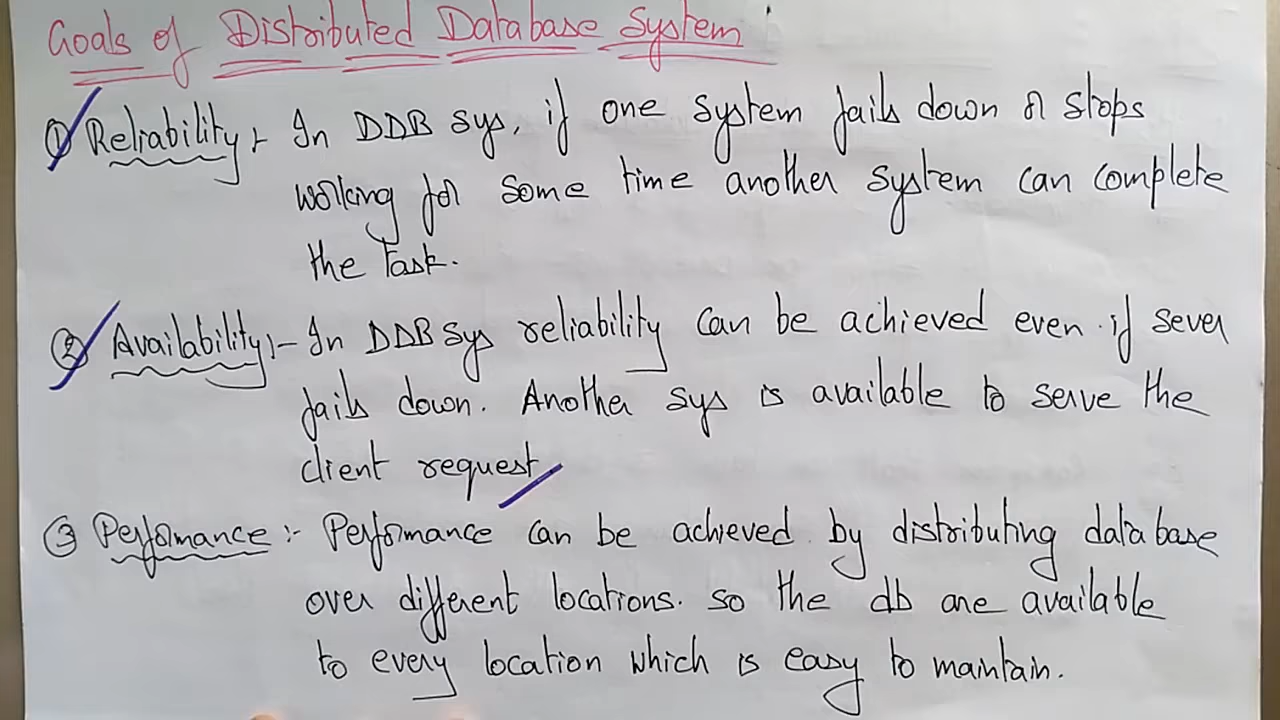 Goals of Distributed Database System
① Reliability:- In DDB sys, if one system fails down or stops
working for some time another system can complete
the task.
② Availability:- In DDB sys reliability can be achieved even if sever
fails down. Another sys is available to serve the
client request
③ Performance:- Performance can be achieved by distributing data base
over different locations. so the db are available
to every location which is easy to maintain.